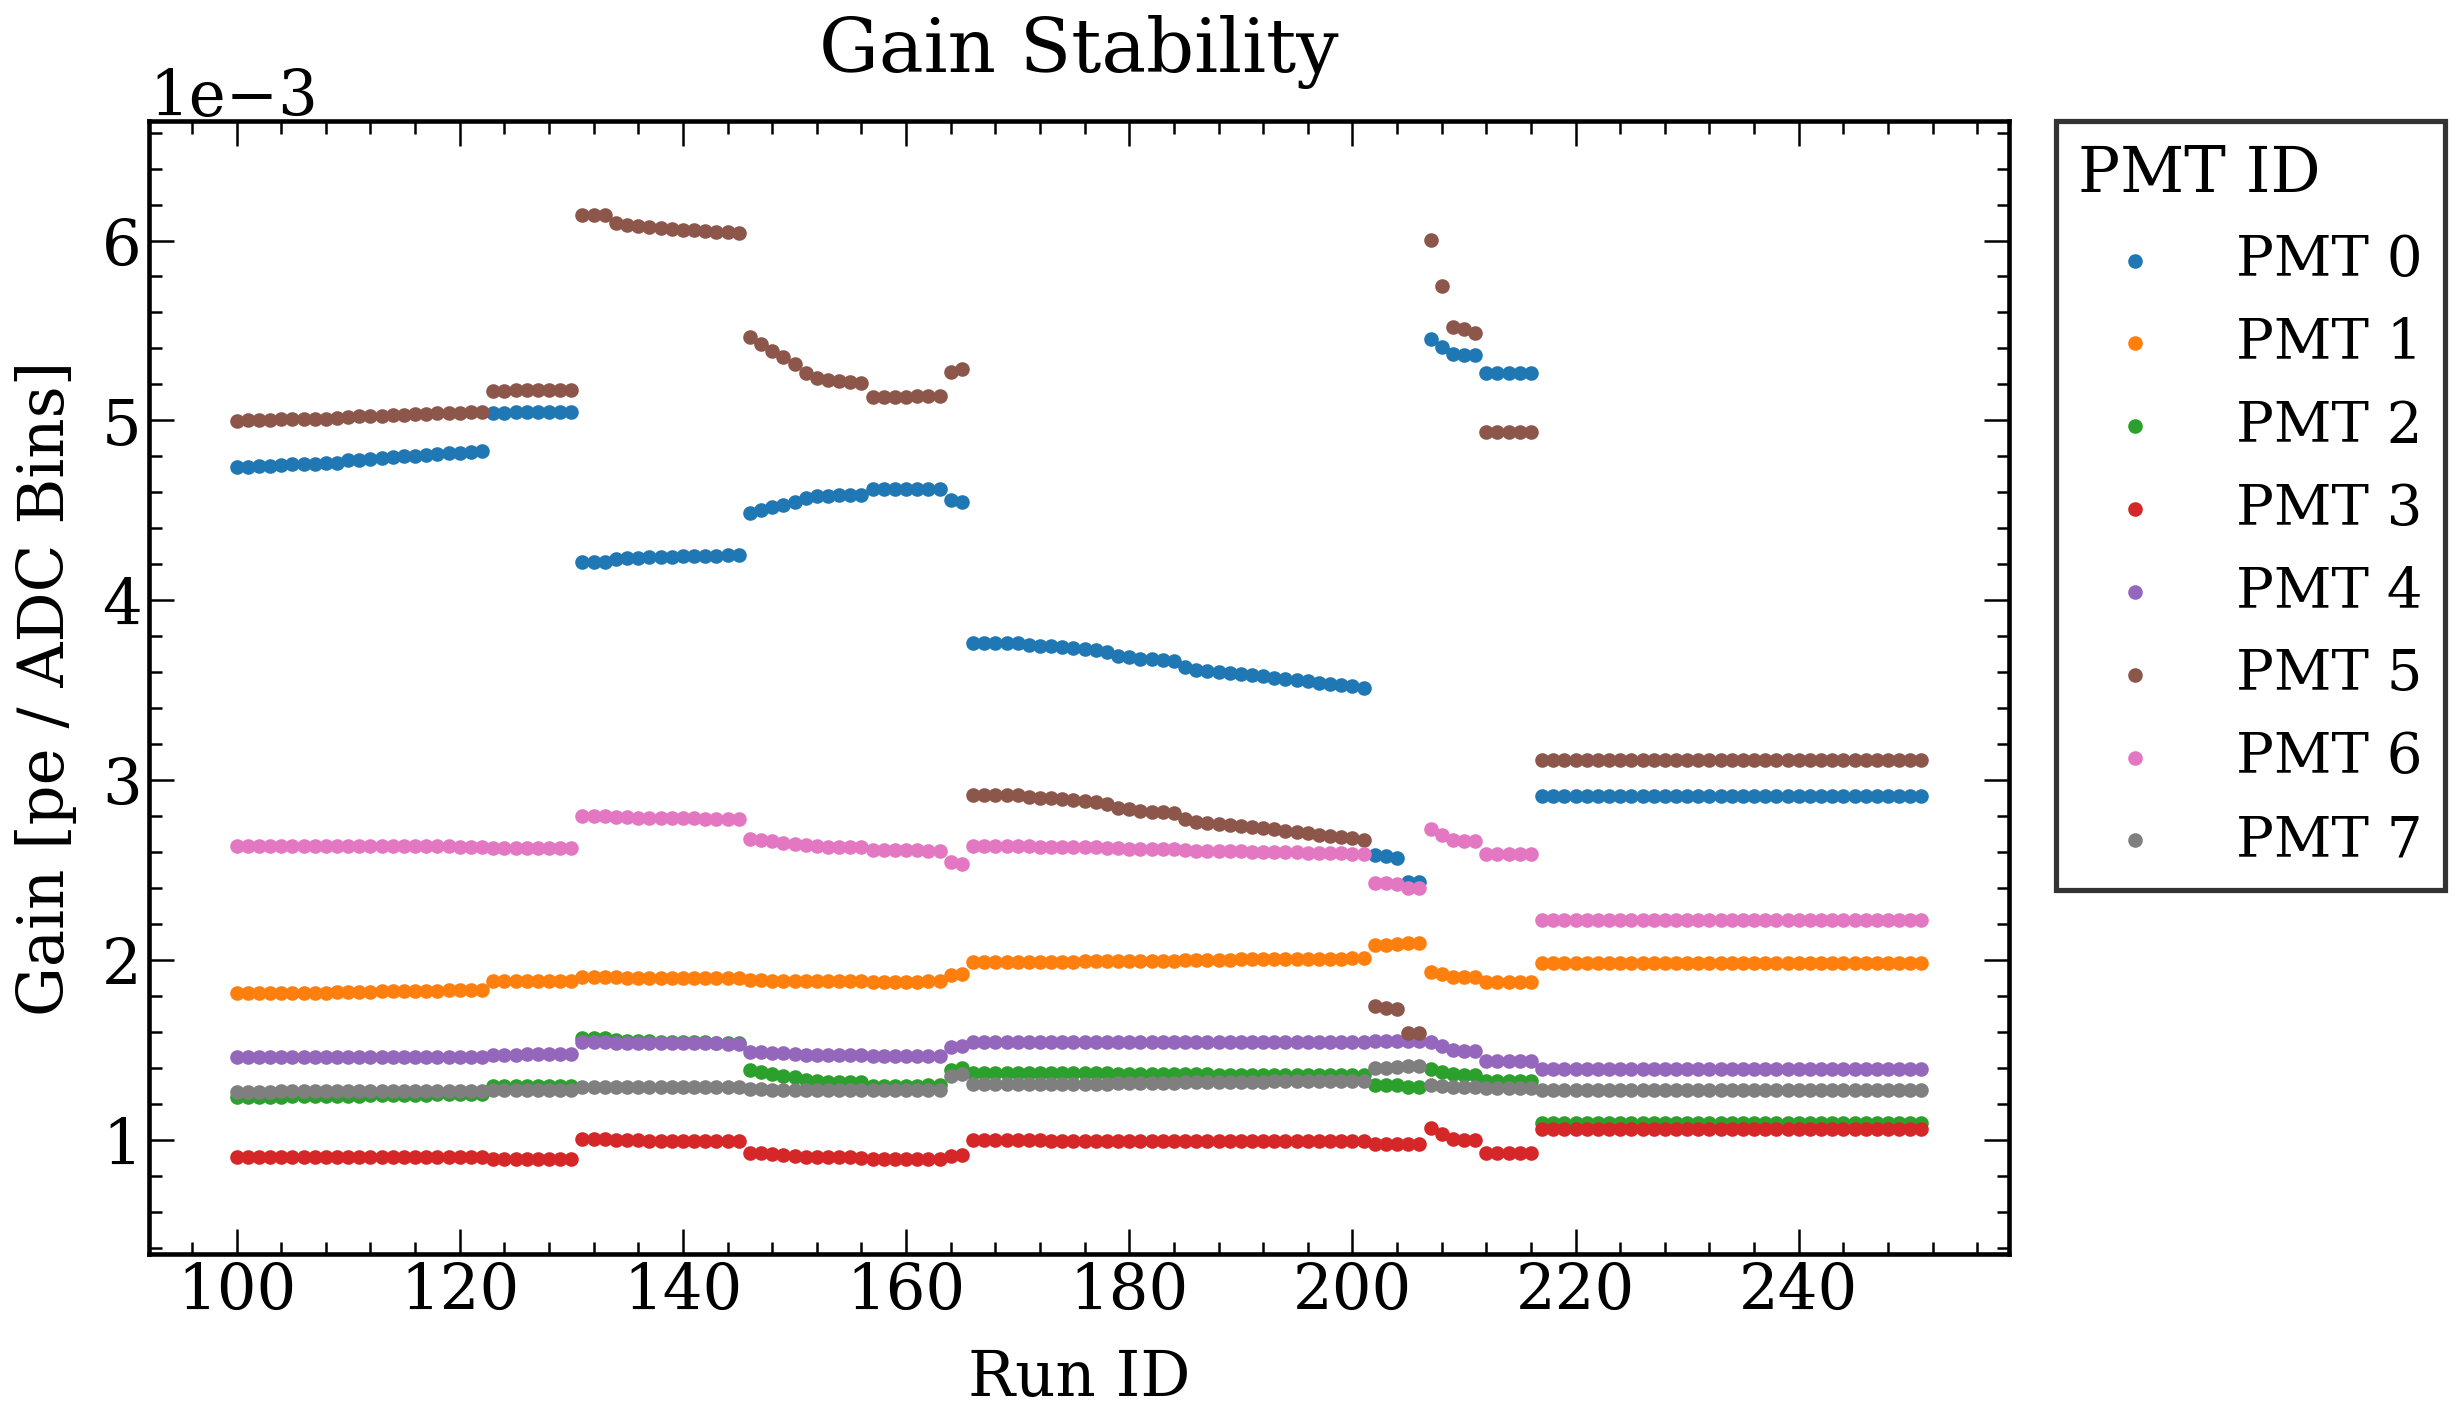 Gain Stability
1e−3
6
5
4
3
2
1
Gain [pe / ADC Bins]
100 120 140 160 180 200 220 240
Run ID
PMT ID
PMT 0
PMT 1
PMT 2
PMT 3
PMT 4
PMT 5
PMT 6
PMT 7